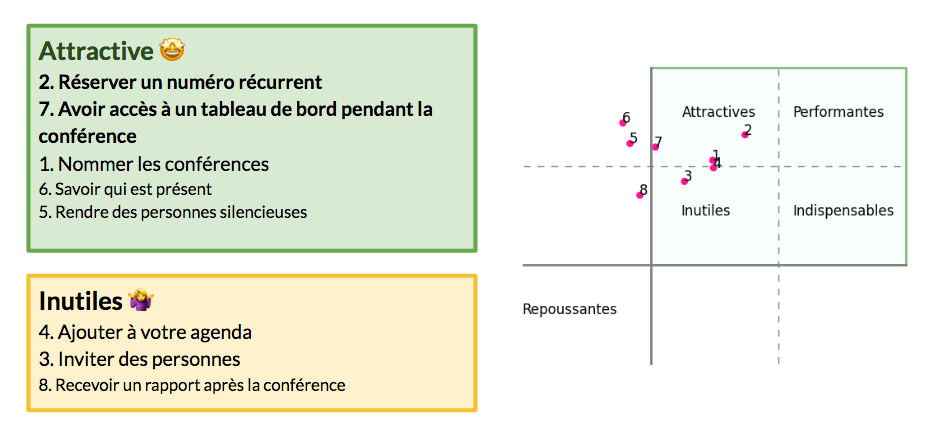 Attractive 🤩
2. Réserver un numéro récurrent
7. Avoir accès à un tableau de bord pendant la
conférence
1. Nommer les conférences
6. Savoir qui est présent
5. Rendre des personnes silencieuses
Inutiles 🤷‍♀️
4. Ajouter à votre agenda
3. Inviter des personnes
8. Recevoir un rapport après la conférence
Attractives
Performantes
6
2
5
7
1
4
3
8
Inutiles
Indispensables
Repoussantes